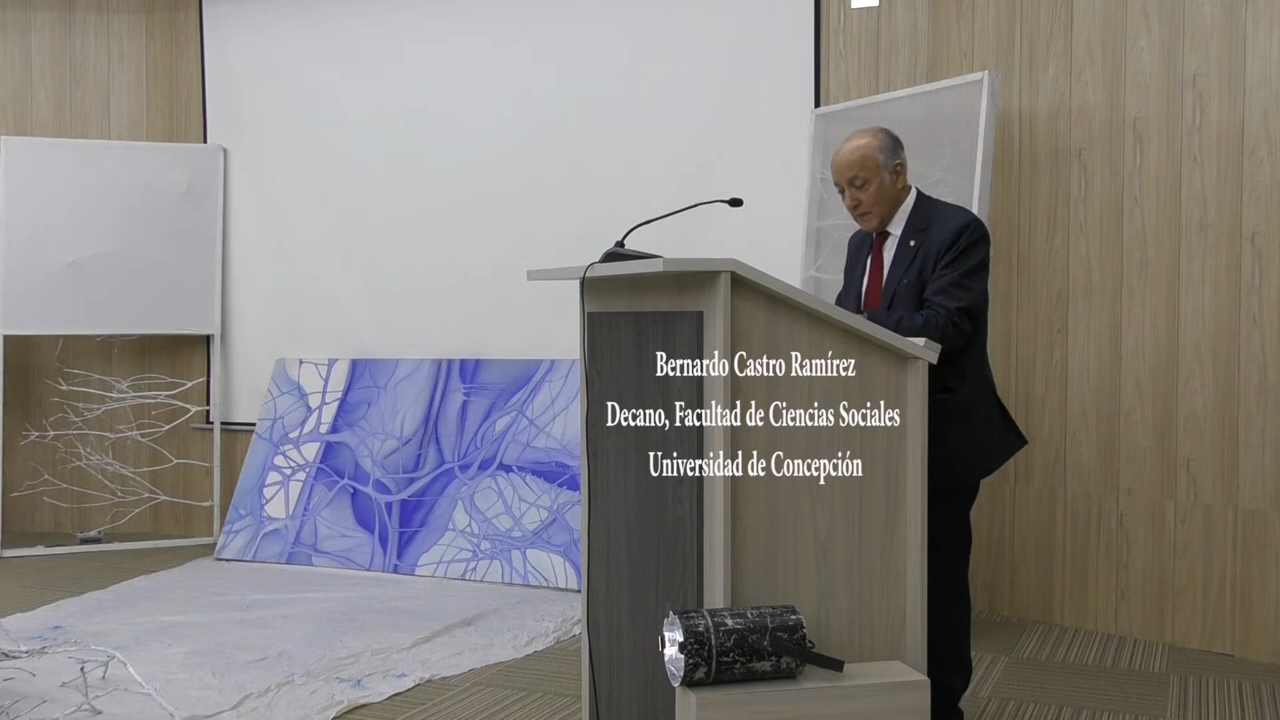 Bernardo Castro Ramírez
Decano, Facultad de Ciencias Sociales
Universidad de Concepción